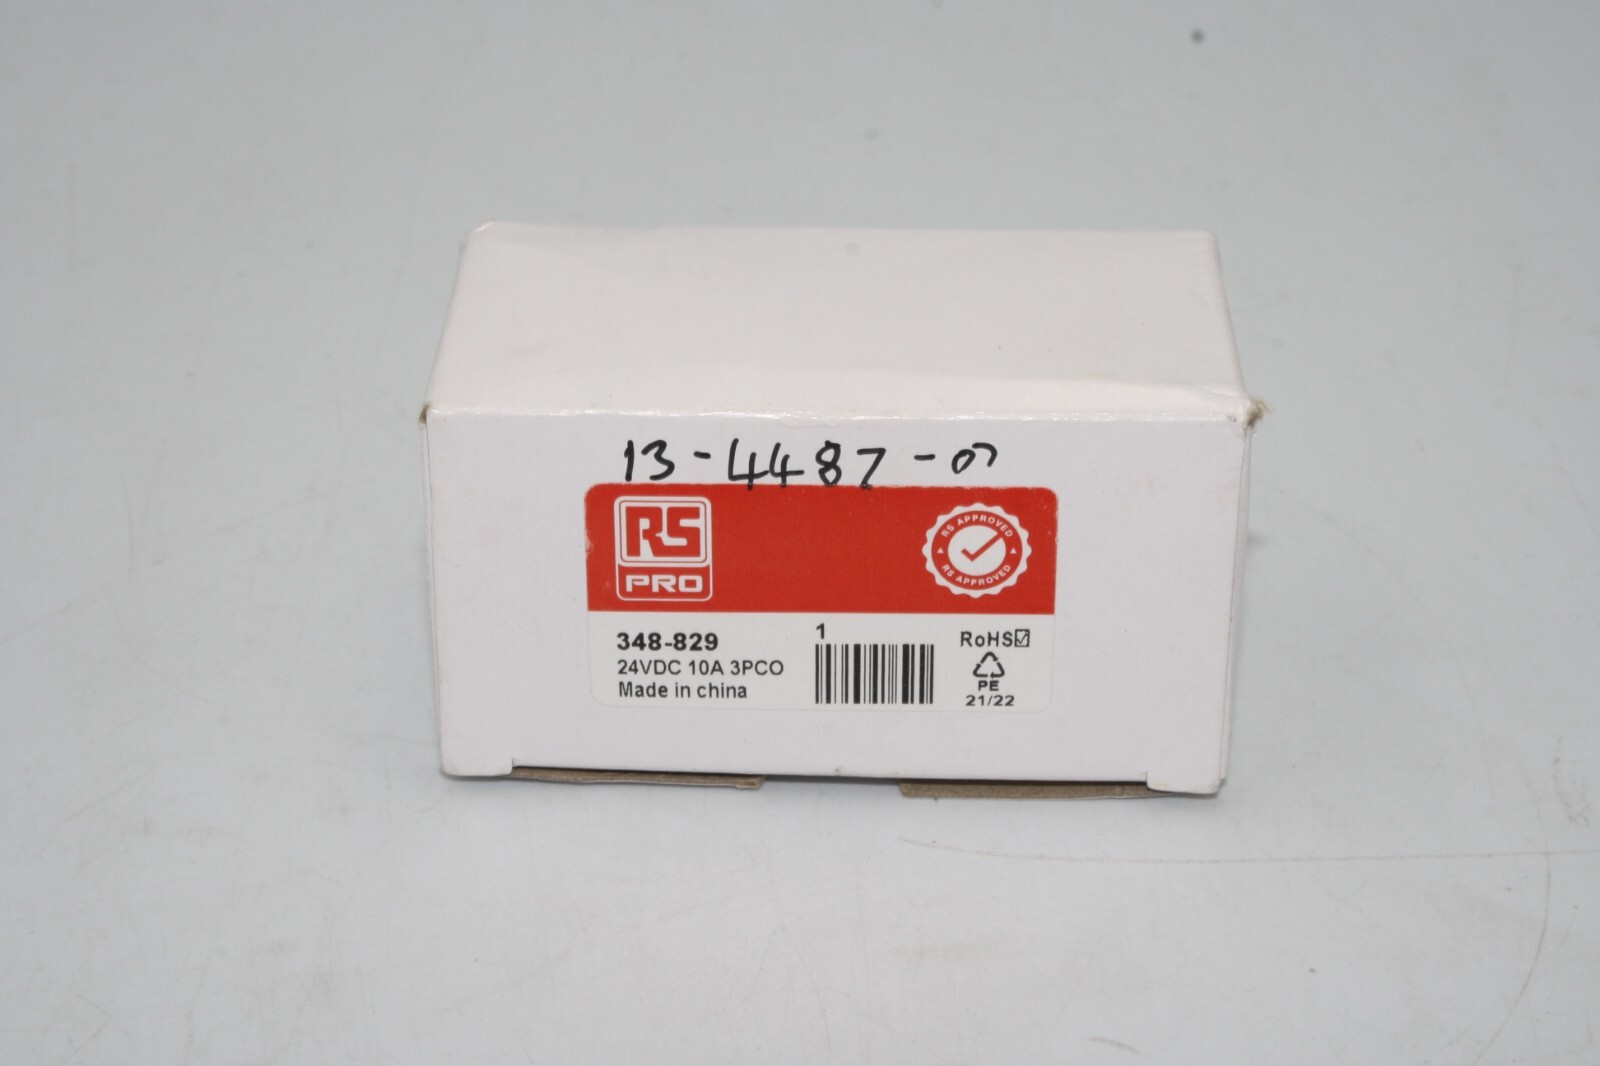 13-4487-07
RS
PRO
RS APPROVED
RS APPROVED
348-829
24VDC 10A 3PCO
Made in china
1
RoHS
PE
21/22